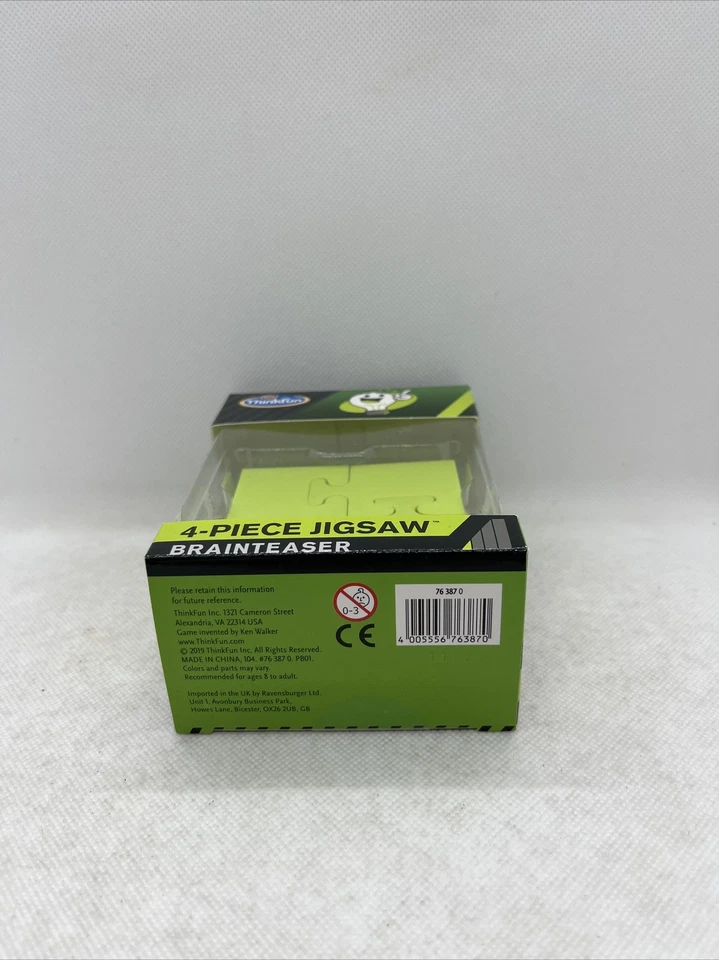 ThinkFun
4-PIECE JIGSAW™
BRAINTEASER
Please retain this information
for future reference.
ThinkFun Inc. 1321 Cameron Street
Alexandria, VA 22314 USA
Game invented by Ken Walker
www.ThinkFun.com
© 2019 ThinkFun Inc. All Rights Reserved.
MADE IN CHINA, 104. #76 387 0. PB01.
Colors and parts may vary.
Recommended for ages 8 to adult.
Imported in the UK by Ravensburger Ltd.
Unit 1, Avonbury Business Park,
Howes Lane, Bicester, OX26 2UB, GB
0-3
CE
76 387 0
4 005556 763870